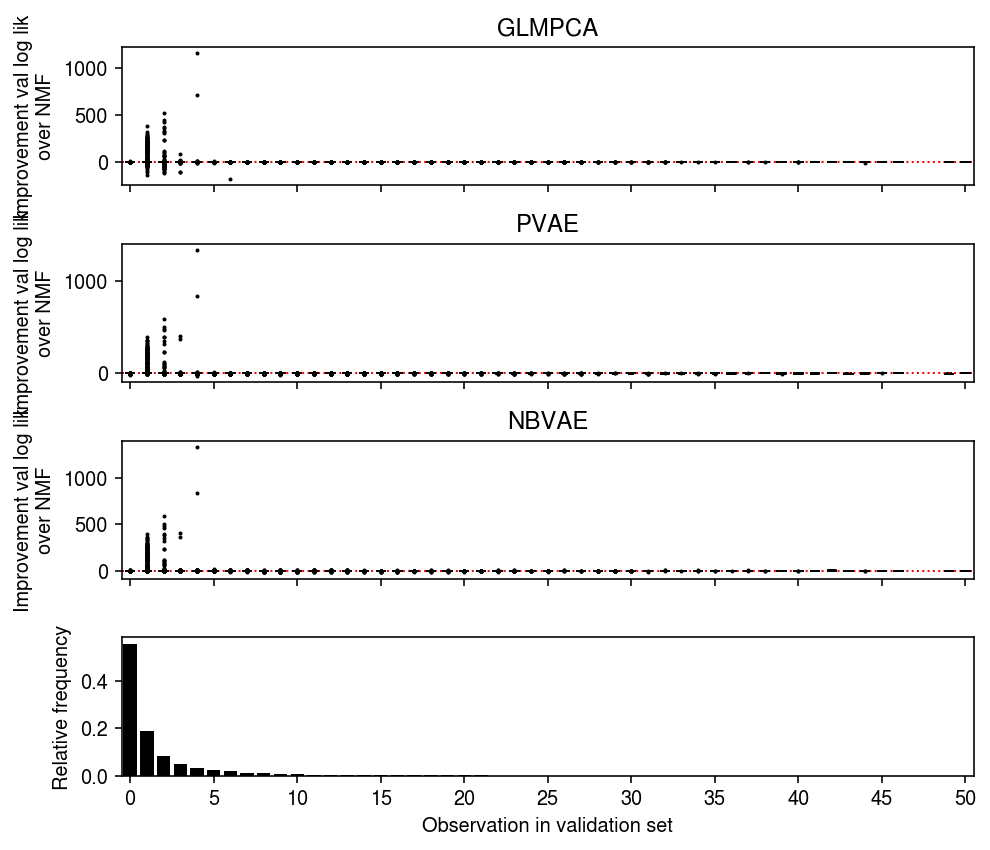 GLMPCA
Improvement val log lik
over NMF
1000
500
0
PVAE
Improvement val log lik
over NMF
1000
0
NBVAE
Improvement val log lik
over NMF
1000
500
0
Relative frequency
0.4
0.2
0.0
0 5 10 15 20 25 30 35 40 45 50
Observation in validation set